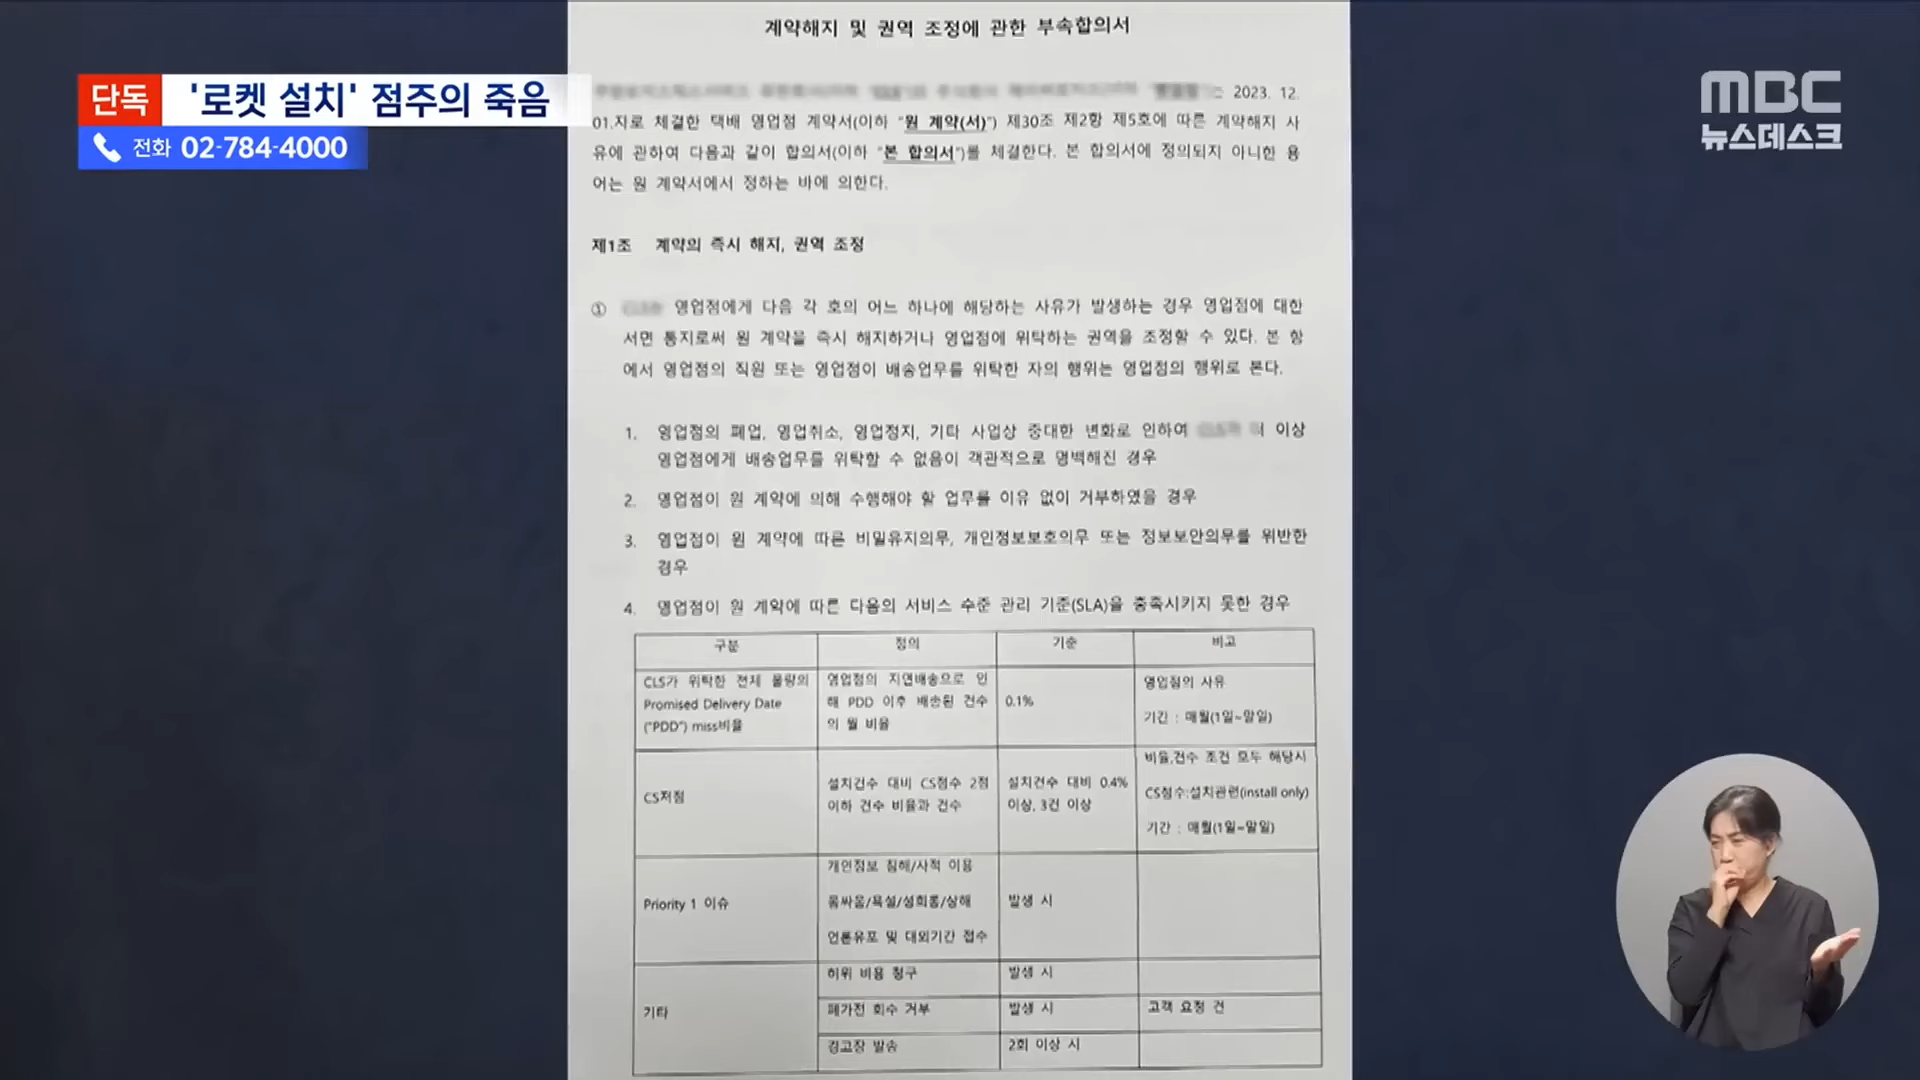 계약해지 및 권역 조정에 관한 부속합의서
단독 '로켓 설치' 점주의 죽음
전화 02-784-4000
MBC
뉴스데스크
2023. 12.
01.자로 체결한 택배 영업점 계약서(이하 "원 계약(서)") 제30조 제2항 제5호에 따른 계약해지 사
유에 관하여 다음과 같이 합의서(이하 "본 합의서")를 체결한다. 본 합의서에 정의되지 아니한 용
어는 원 계약서에서 정하는 바에 의한다.
제1조 계약의 즉시 해지, 권역 조정
① 영업점에게 다음 각 호의 어느 하나에 해당하는 사유가 발생하는 경우 영업점에 대한
서면 통지로써 원 계약을 즉시 해지하거나 영업점에 위탁하는 권역을 조정할 수 있다. 본 항
에서 영업점의 직원 또는 영업점이 배송업무를 위탁한 자의 행위는 영업점의 행위로 본다.
1. 영업점의 폐업, 영업취소, 영업정지, 기타 사업상 중대한 변화로 인하여 더 이상
영업점에게 배송업무를 위탁할 수 없음이 객관적으로 명백해진 경우
2. 영업점이 원 계약에 의해 수행해야 할 업무를 이유 없이 거부하였을 경우
3. 영업점이 원 계약에 따른 비밀유지의무, 개인정보보호의무 또는 정보보안의무를 위반한
경우
4. 영업점이 원 계약에 따른 다음의 서비스 수준 관리 기준(SLA)을 충족시키지 못한 경우
구분 정의 기준 비고
CLS가 위탁한 전체 물량의
Promised Delivery Date
("PDD") miss비율
영업점의 지연배송으로 인
해 PDD 이후 배송된 건수
의 월 비율
0.1%
영업점의 사유
기간 : 매월(1일~말일)
CS저점
설치건수 대비 CS점수 2점
이하 건수 비율과 건수
설치건수 대비 0.4%
이상, 3건 이상
비율,건수 조건 모두 해당시
CS점수:설치관련(install only)
기간 : 매월(1일~말일)
Priority 1 이슈
개인정보 침해/사적 이용
몸싸움/욕설/성희롱/상해
언론유포 및 대외기관 접수
발생 시
기타
허위 비용 청구 발생 시
폐가전 회수 거부 발생 시 고객 요청 건
경고장 발송 2회 이상 시